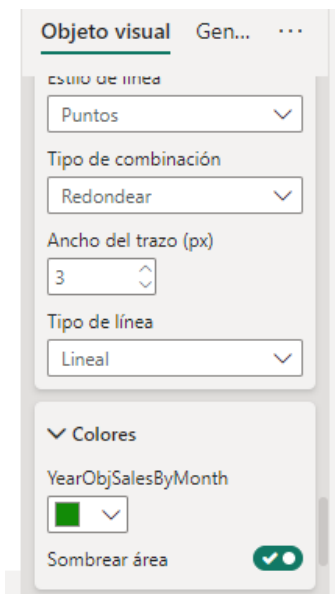 Objeto visual Gen... ...
Estilo de línea
Puntos
Tipo de combinación
Redondear
Ancho del trazo (px)
3
Tipo de línea
Lineal
Colores
YearObjSalesByMonth
Sombrear área